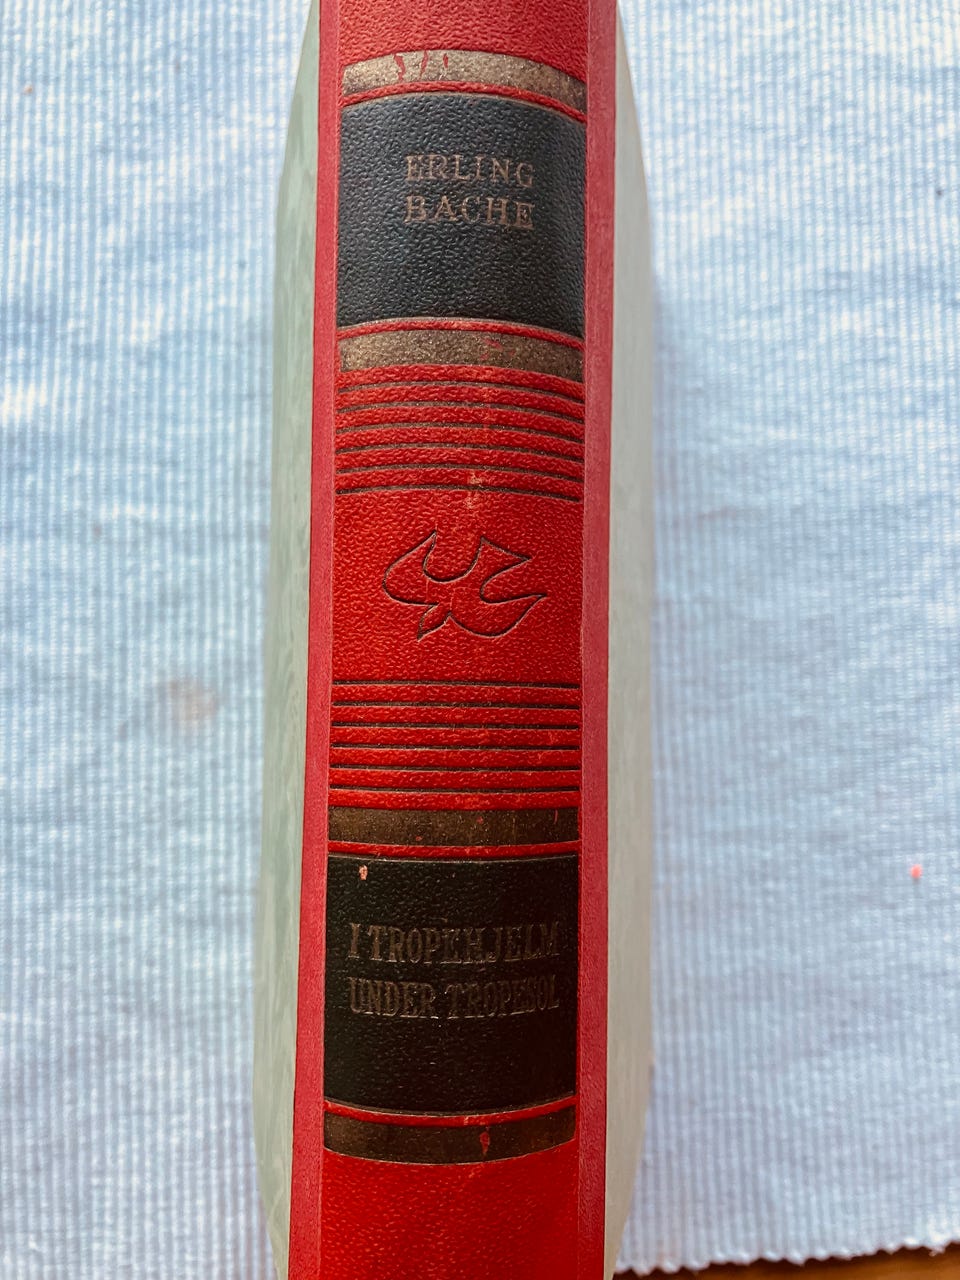 ERLING
BACHE
I TROPEHJELM
UNDER TROPESOL